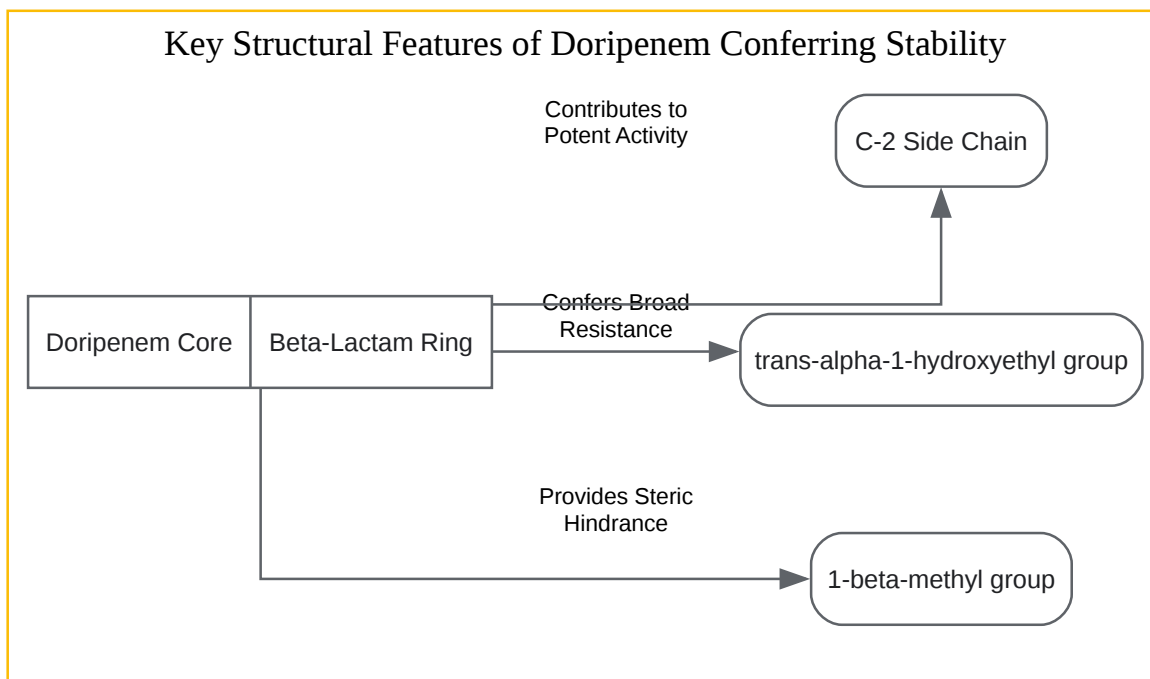 Key Structural Features of Doripenem Conferring Stability
Contributes to
Potent Activity
C-2 Side Chain
Doripenem Core
Beta-Lactam Ring
Confers Broad
Resistance
trans-alpha-1-hydroxyethyl group
Provides Steric
Hindrance
1-beta-methyl group